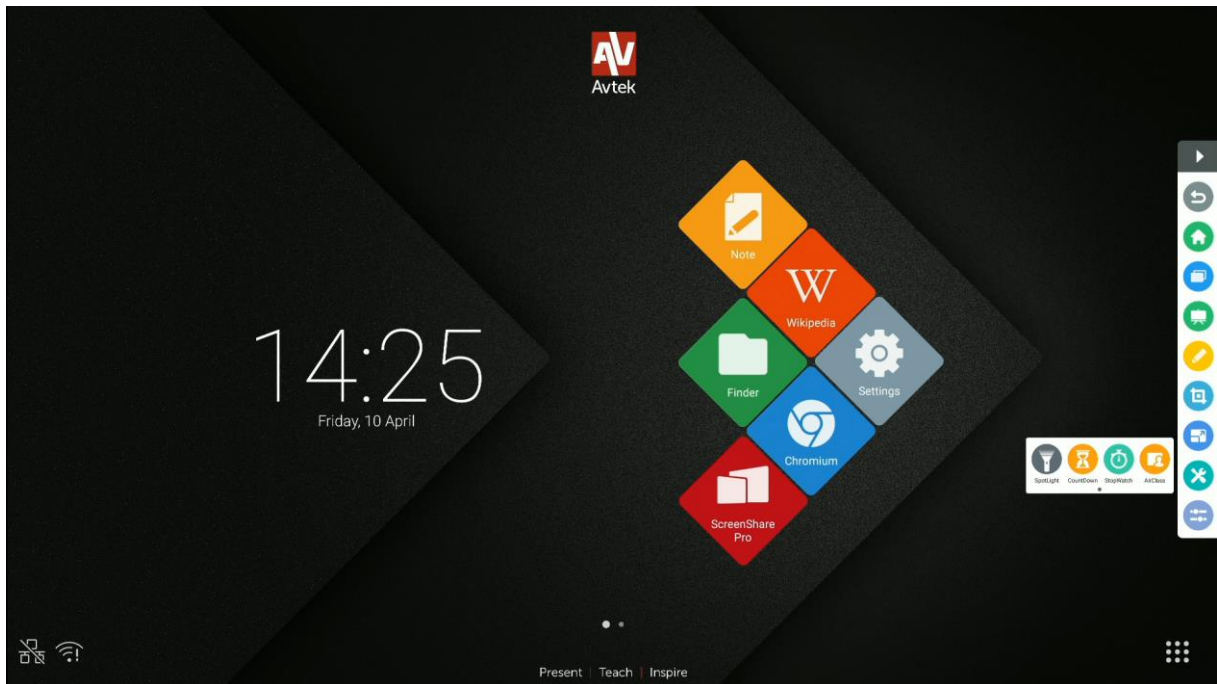 AV
Avtek
Note
W
Wikipedia
14:25
Friday, 10 April
Finder
Settings
Chromium
ScreenShare
Pro
SpotLight CountDown StopWatch AirClass
Present | Teach | Inspire